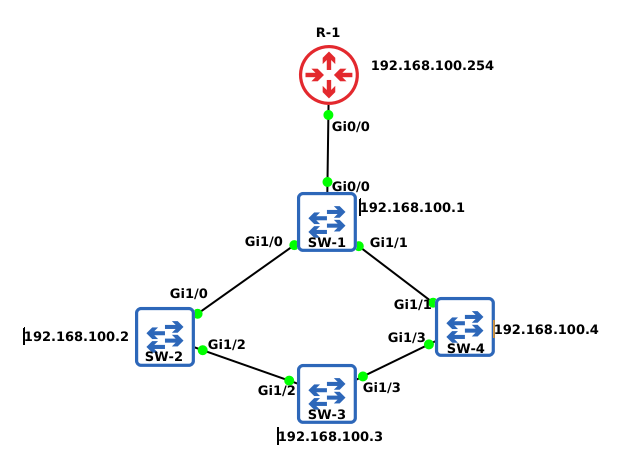 R-1
192.168.100.254
Gi0/0
Gi0/0
192.168.100.1
SW-1
Gi1/0
Gi1/1
Gi1/0
Gi1/1
192.168.100.2
SW-2
Gi1/2
Gi1/3
SW-4
192.168.100.4
Gi1/2
Gi1/3
SW-3
192.168.100.3